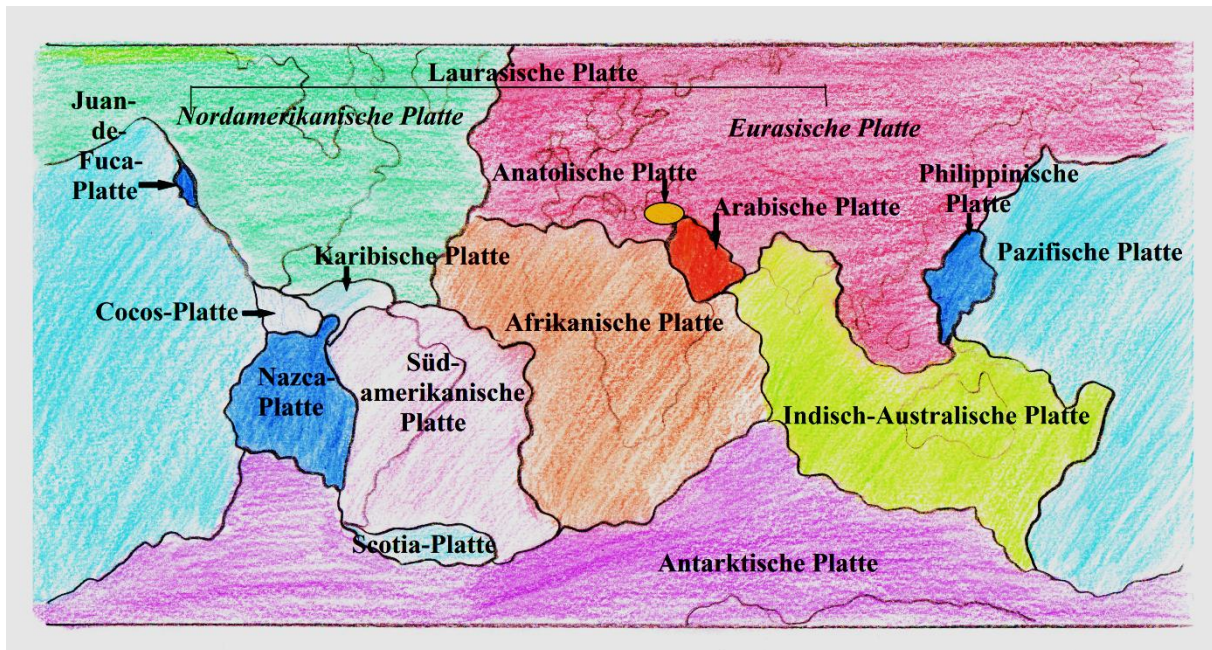 Laurasische Platte
Nordamerikanische Platte
Eurasische Platte
Juan-
de-
Fuca-
Platte
Anatolische Platte
Arabische Platte
Philippinische
Platte
Pazifische Platte
Karibische Platte
Cocos-Platte
Nazca-
Platte
Süd-
amerikanische
Platte
Afrikanische Platte
Indisch-Australische Platte
Scotia-Platte
Antarktische Platte